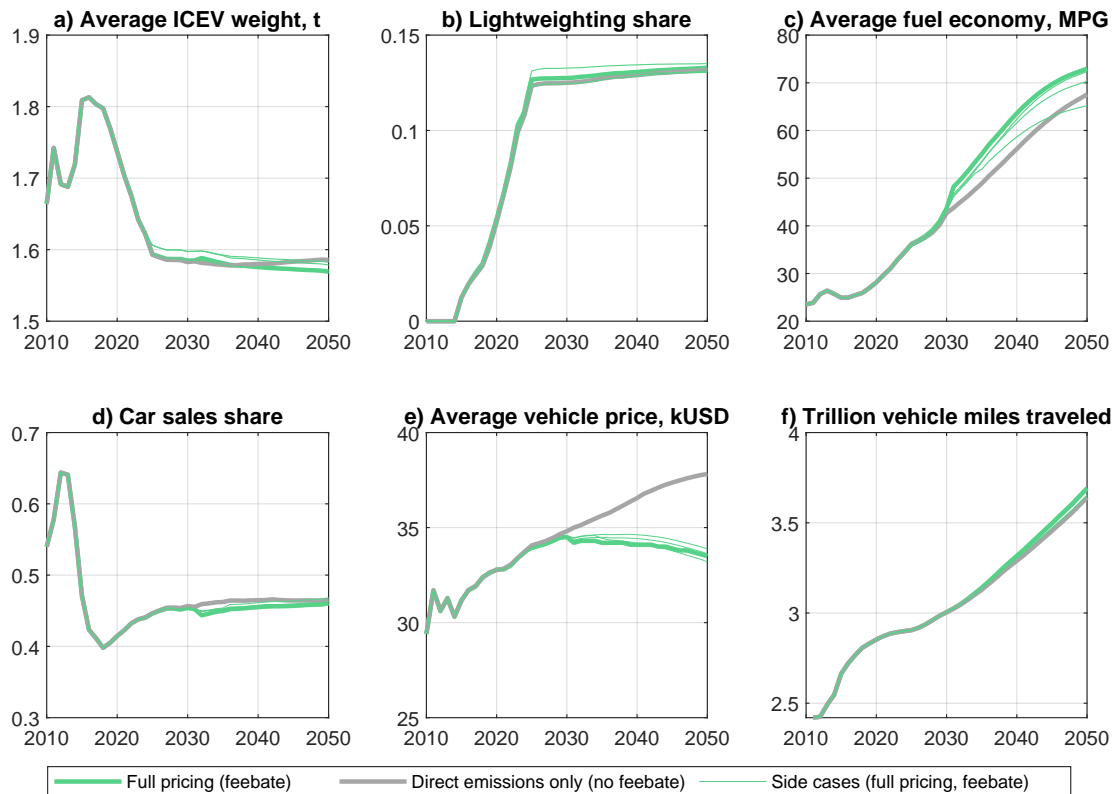 a) Average ICEV weight, t
1.9
1.8
1.7
1.6
1.5
2010 2020 2030 2040 2050
b) Lightweighting share
0.15
0.1
0.05
0
2010 2020 2030 2040 2050
c) Average fuel economy, MPG
80
70
60
50
40
30
20
2010 2020 2030 2040 2050
d) Car sales share
0.7
0.6
0.5
0.4
0.3
2010 2020 2030 2040 2050
e) Average vehicle price, kUSD
40
35
30
25
2010 2020 2030 2040 2050
f) Trillion vehicle miles traveled
4
3.5
3
2.5
2010 2020 2030 2040 2050
Full pricing (feebate) Direct emissions only (no feebate) Side cases (full pricing, feebate)